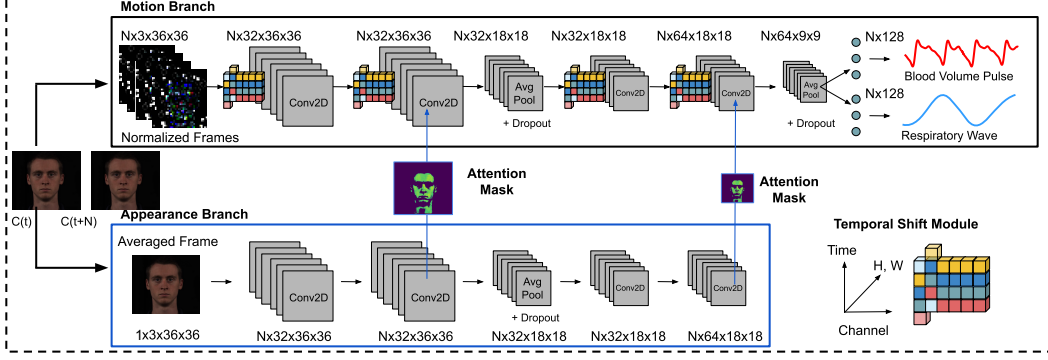 Motion Branch
Nx3x36x36
Nx32x36x36
Nx32x36x36
Nx32x18x18
Nx32x18x18
Nx64x18x18
Nx64x9x9
Nx128
Conv2D
Conv2D
Avg
Pool
Conv2D
Conv2D
Avg
Pool
Blood Volume Pulse
Nx128
+ Dropout
+ Dropout
Normalized Frames
Respiratory Wave
Attention
Mask
Attention
Mask
C(t)
C(t+N)
Appearance Branch
Averaged Frame
Conv2D
Conv2D
Avg
Pool
Conv2D
Conv2D
+ Dropout
1x3x36x36
Nx32x36x36
Nx32x36x36
Nx32x18x18
Nx32x18x18
Nx64x18x18
Temporal Shift Module
Time
H, W
Channel